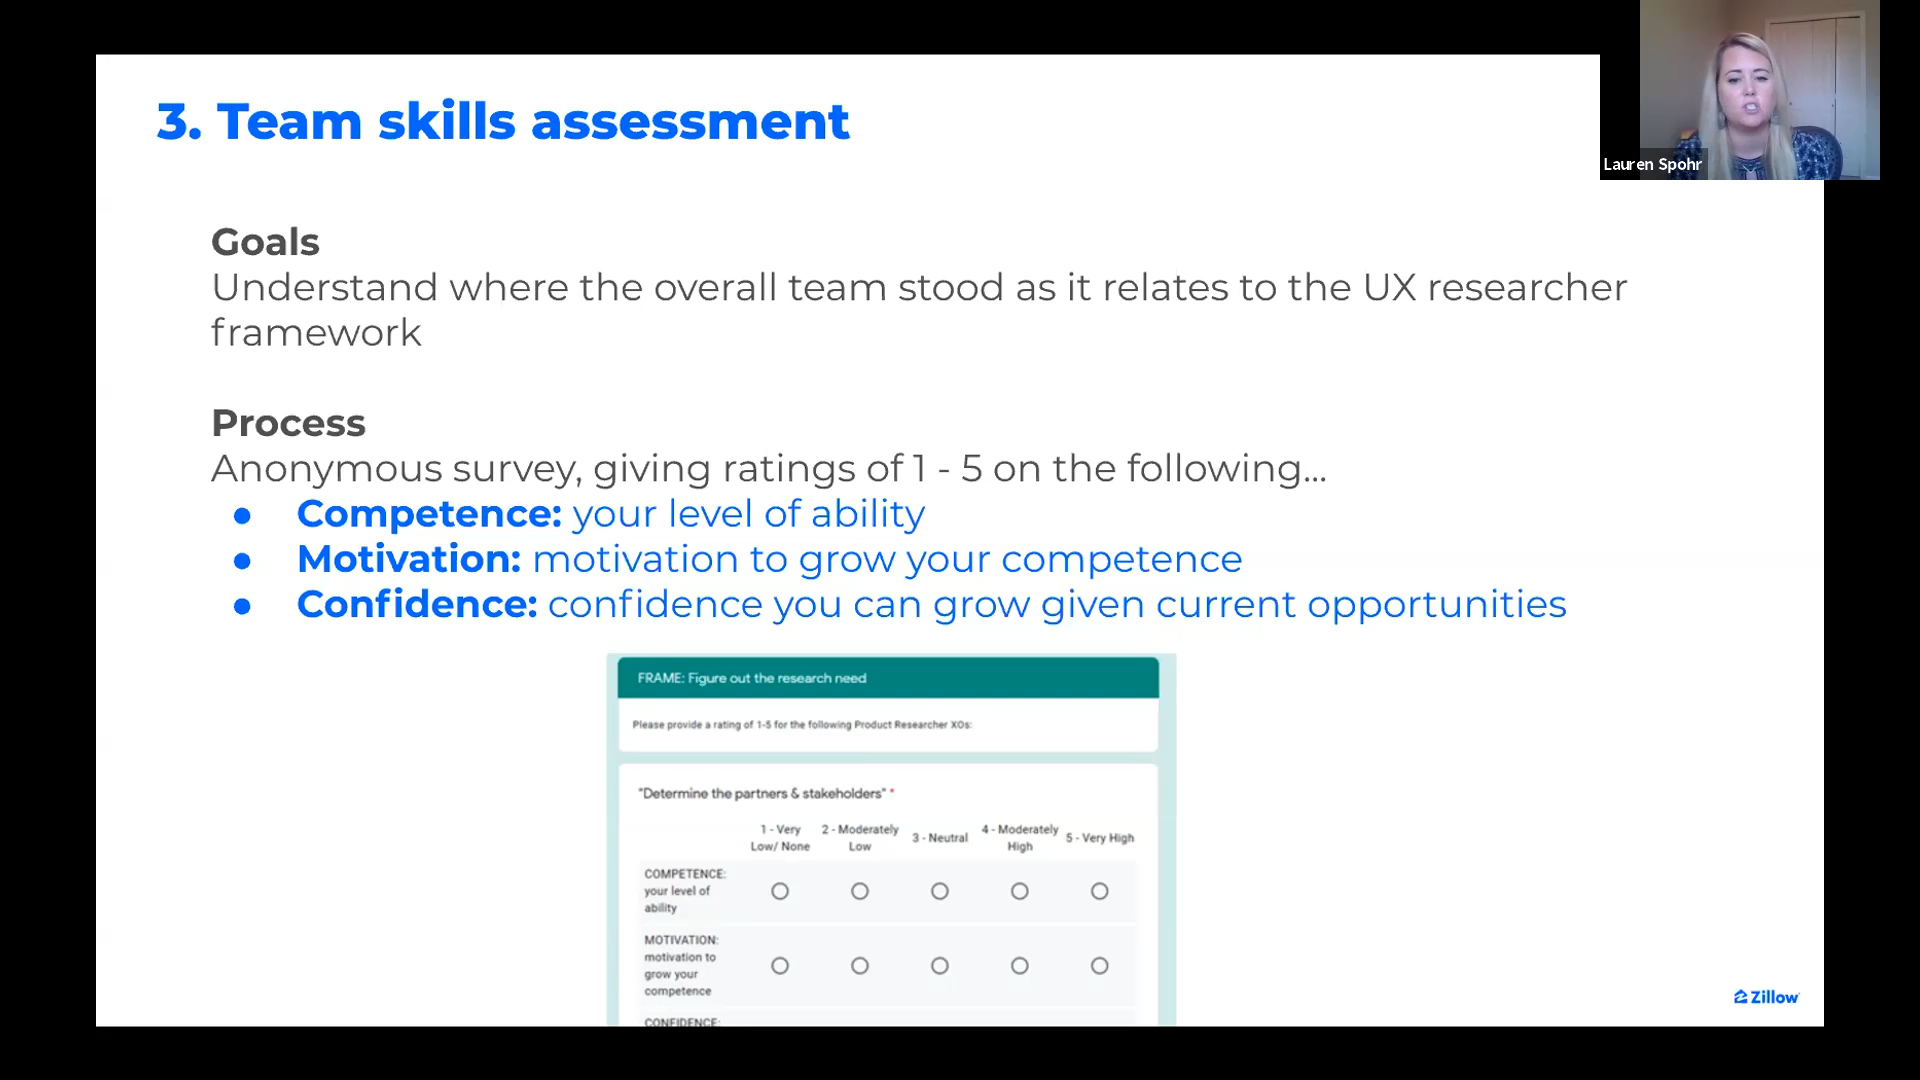 3. Team skills assessment
Lauren Spohr
Goals
Understand where the overall team stood as it relates to the UX researcher
framework
Process
Anonymous survey, giving ratings of 1 - 5 on the following...
● Competence: your level of ability
● Motivation: motivation to grow your competence
● Confidence: confidence you can grow given current opportunities
FRAME: Figure out the research need
Please provide a rating of 1-5 for the following Product Researcher XOs:
"Determine the partners & stakeholders" *
1 - Very
Low/ None
2 - Moderately
Low
3 - Neutral
4 - Moderately
High
5 - Very High
COMPETENCE:
your level of
ability
MOTIVATION:
motivation to
grow your
competence
CONFIDENCE:
Zillow